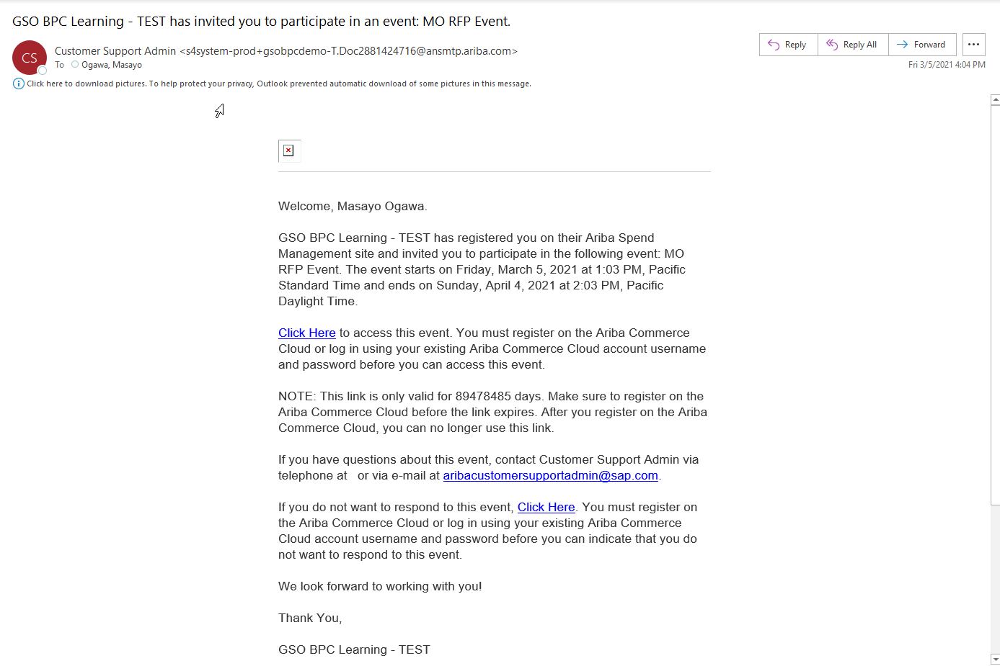 GSO BPC Learning - TEST has invited you to participate in an event: MO RFP Event.
CS
Customer Support Admin <s4system-prod+gsobpcdemo-T.Doc2881424716@ansmtp.ariba.com>
To Ogawa, Masayo
Reply
Reply All
Forward
Fri 3/5/2021 4:04 PM
Click here to download pictures. To help protect your privacy, Outlook prevented automatic download of some pictures in this message.
Welcome, Masayo Ogawa.
GSO BPC Learning - TEST has registered you on their Ariba Spend
Management site and invited you to participate in the following event: MO
RFP Event. The event starts on Friday, March 5, 2021 at 1:03 PM, Pacific
Standard Time and ends on Sunday, April 4, 2021 at 2:03 PM, Pacific
Daylight Time.
Click Here to access this event. You must register on the Ariba Commerce
Cloud or log in using your existing Ariba Commerce Cloud account username
and password before you can access this event.
NOTE: This link is only valid for 89478485 days. Make sure to register on the
Ariba Commerce Cloud before the link expires. After you register on the Ariba
Commerce Cloud, you can no longer use this link.
If you have questions about this event, contact Customer Support Admin via
telephone at or via e-mail at aribacustomersupportadmin@sap.com.
If you do not want to respond to this event, Click Here. You must register on
the Ariba Commerce Cloud or log in using your existing Ariba Commerce
Cloud account username and password before you can indicate that you do
not want to respond to this event.
We look forward to working with you!
Thank You,
GSO BPC Learning - TEST